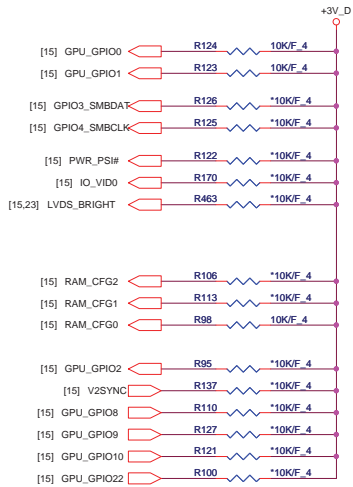 +3V_D
[15] GPU_GPIO0 R124 10K/F_4
[15] GPU_GPIO1 R123 10K/F_4
[15] GPIO3_SMBDAT R126 *10K/F_4
[15] GPIO4_SMBCLK R125 *10K/F_4
[15] PWR_PSI# R122 *10K/F_4
[15] IO_VID0 R170 *10K/F_4
[15,23] LVDS_BRIGHT R463 *10K/F_4
[15] RAM_CFG2 R106 *10K/F_4
[15] RAM_CFG1 R113 *10K/F_4
[15] RAM_CFG0 R98 10K/F_4
[15] GPU_GPIO2 R95 *10K/F_4
[15] V2SYNC R137 *10K/F_4
[15] GPU_GPIO8 R110 *10K/F_4
[15] GPU_GPIO9 R127 *10K/F_4
[15] GPU_GPIO10 R121 *10K/F_4
[15] GPU_GPIO22 R100 *10K/F_4